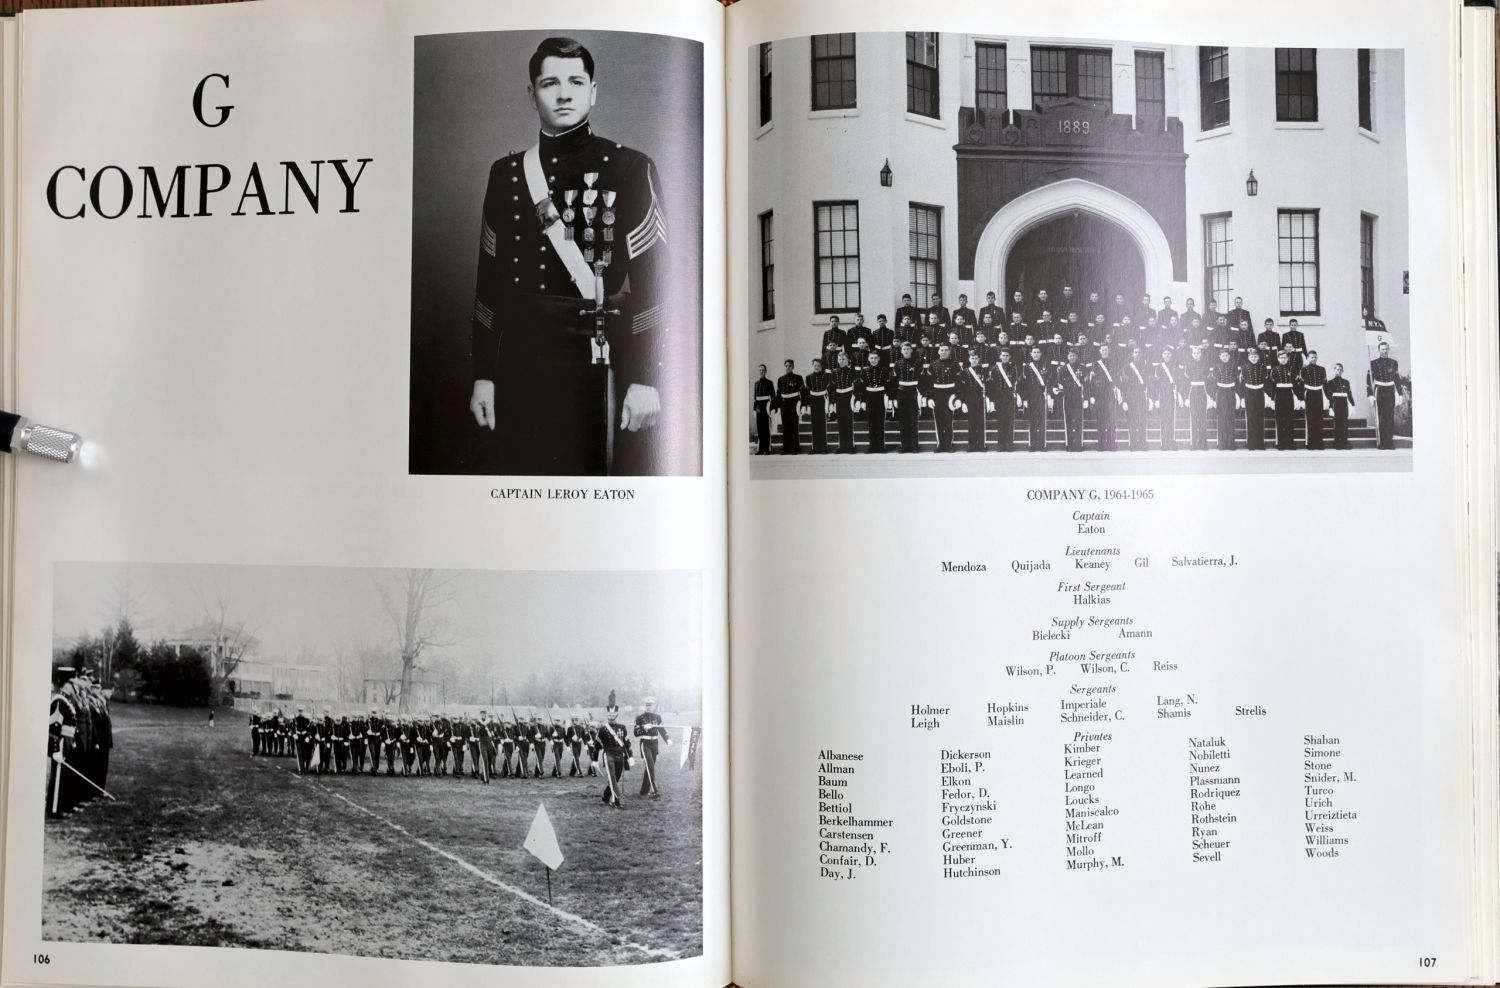 G
COMPANY
CAPTAIN LEROY EATON
106
1889
N.Y.
G
COMPANY G, 1964-1965
Captain
Eaton
Lieutenants
Mendoza Quijada Keaney Gil Salvatierra, J.
First Sergeant
Halkias
Supply Sergeants
Bielecki Amann
Platoon Sergeants
Wilson, P. Wilson, C. Reiss
Sergeants
Holmer Hopkins Imperiale Lang, N. Strelis
Leigh Maislin Schneider, C. Shamis
Privates
Albanese Dickerson Kimber Nataluk Shaban
Allman Eboli, P. Krieger Nobiletti Simone
Baum Elkon Learned Nunez Stone
Bello Fedor, D. Longo Plassmann Snider, M.
Bettiol Fryczynski Loucks Rodriquez Turco
Berkelhammer Goldstone Maniscalco Rohe Urich
Carstensen Greener McLean Rothstein Urreiztieta
Chamandy, F. Greenman, Y. Mitroff Ryan Weiss
Confair, D. Huber Mollo Scheuer Williams
Day, J. Hutchinson Murphy, M. Sevell Woods
107